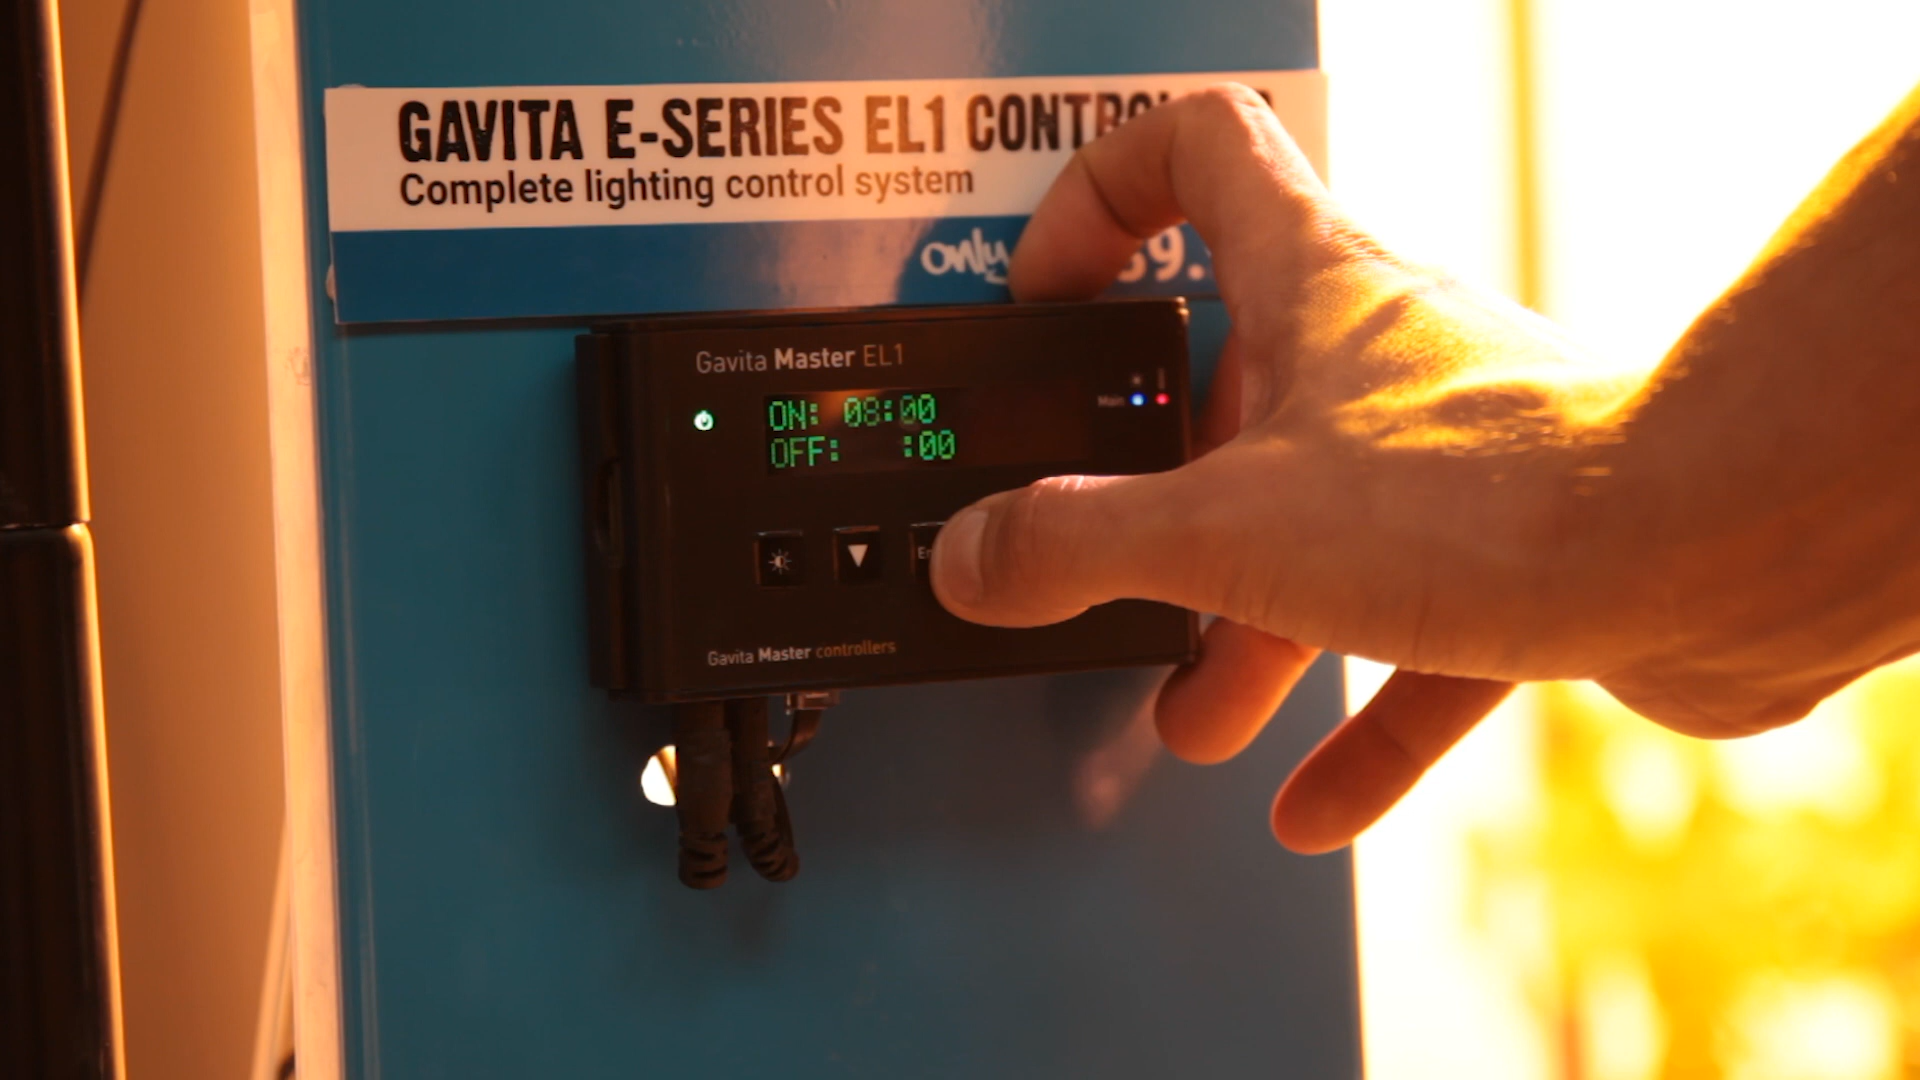 GAVITA E-SERIES EL1
Complete lighting control system
only
Gavita Master EL1
Main
ON: 08:00
OFF: :00
Gavita Master controllers